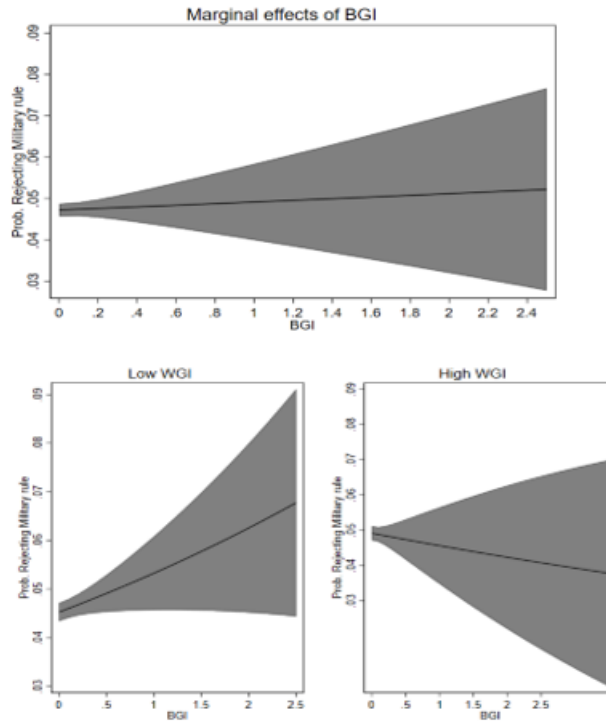 Marginal effects of BGI
Prob. Rejecting Military rule
.09
.08
.07
.06
.05
.04
.03
0 .2 .4 .6 .8 1 1.2 1.4 1.6 1.8 2 2.2 2.4
BGI
Low WGI
Prob. Rejecting Military rule
.09
.08
.07
.06
.05
.04
.03
0 .5 1 1.5 2 2.5
BGI
High WGI
Prob. Rejecting Military rule
.09
.08
.07
.06
.05
.04
.03
0 .5 1 1.5 2 2.5
BGI